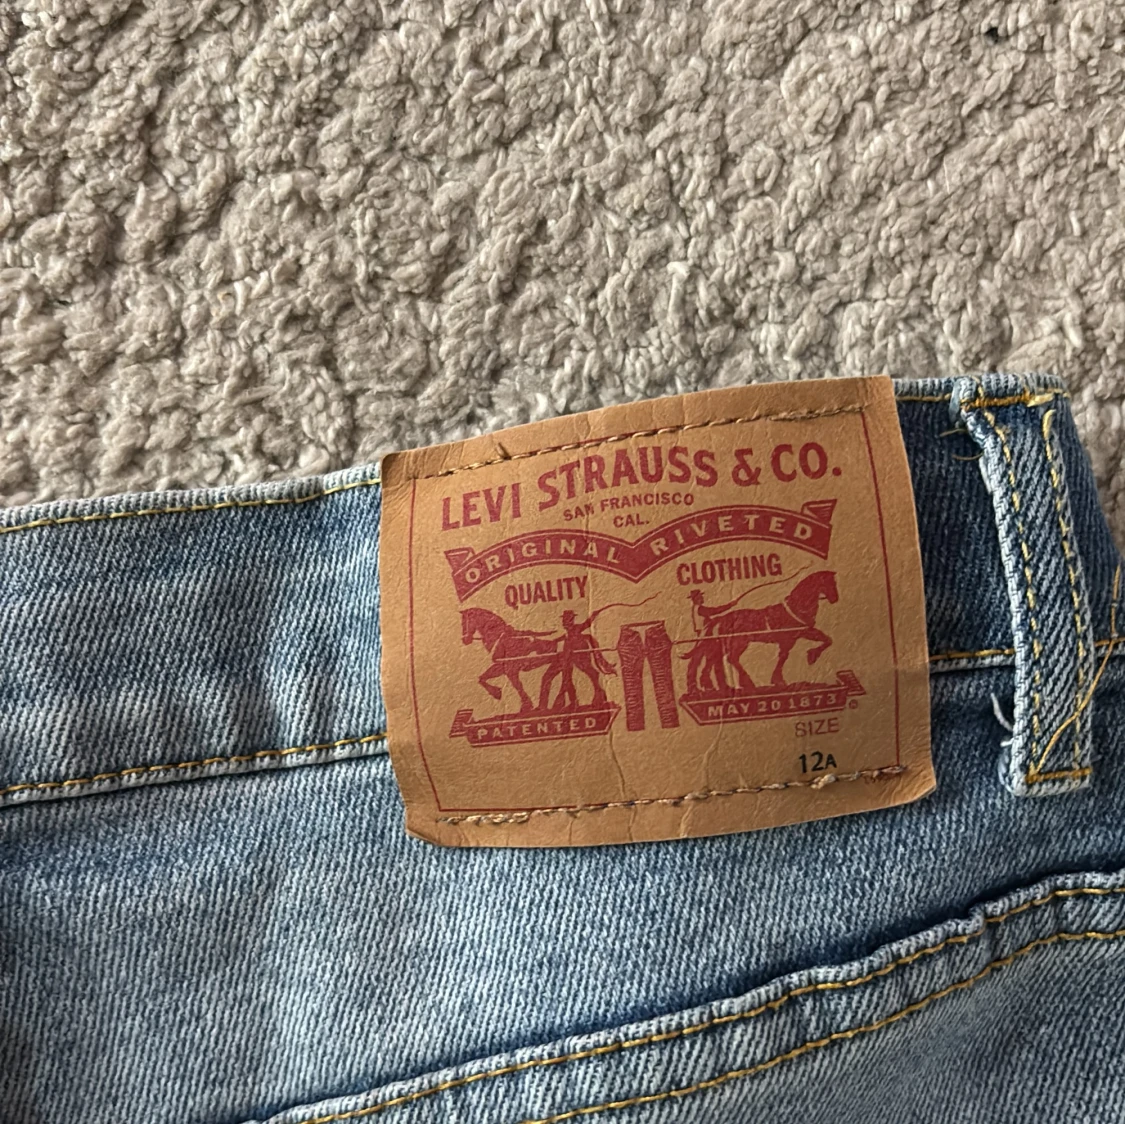 LEVI STRAUSS & CO.
SAN FRANCISCO
CAL.
ORIGINAL RIVETED
QUALITY CLOTHING
PATENTED MAY 20 1873
SIZE
12A